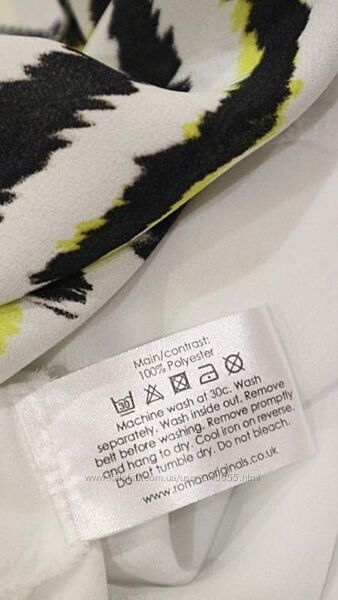 Main/contrast:
100% Polyester
30
Machine wash at 30c. Wash
separately. Wash inside out. Remove
belt before washing. Remove promptly
and hang to dry. Cool iron on reverse.
Do not tumble dry. Do not bleach.
www.romanoriginals.co.uk